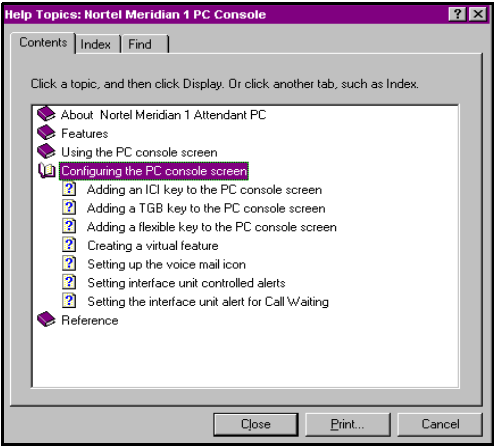 Help Topics: Nortel Meridian 1 PC Console
Contents Index Find
Click a topic, and then click Display. Or click another tab, such as Index.
About Nortel Meridian 1 Attendant PC
Features
Using the PC console screen
Configuring the PC console screen
Adding an ICI key to the PC console screen
Adding a TGB key to the PC console screen
Adding a flexible key to the PC console screen
Creating a virtual feature
Setting up the voice mail icon
Setting interface unit controlled alerts
Setting the interface unit alert for Call Waiting
Reference
Close Print... Cancel